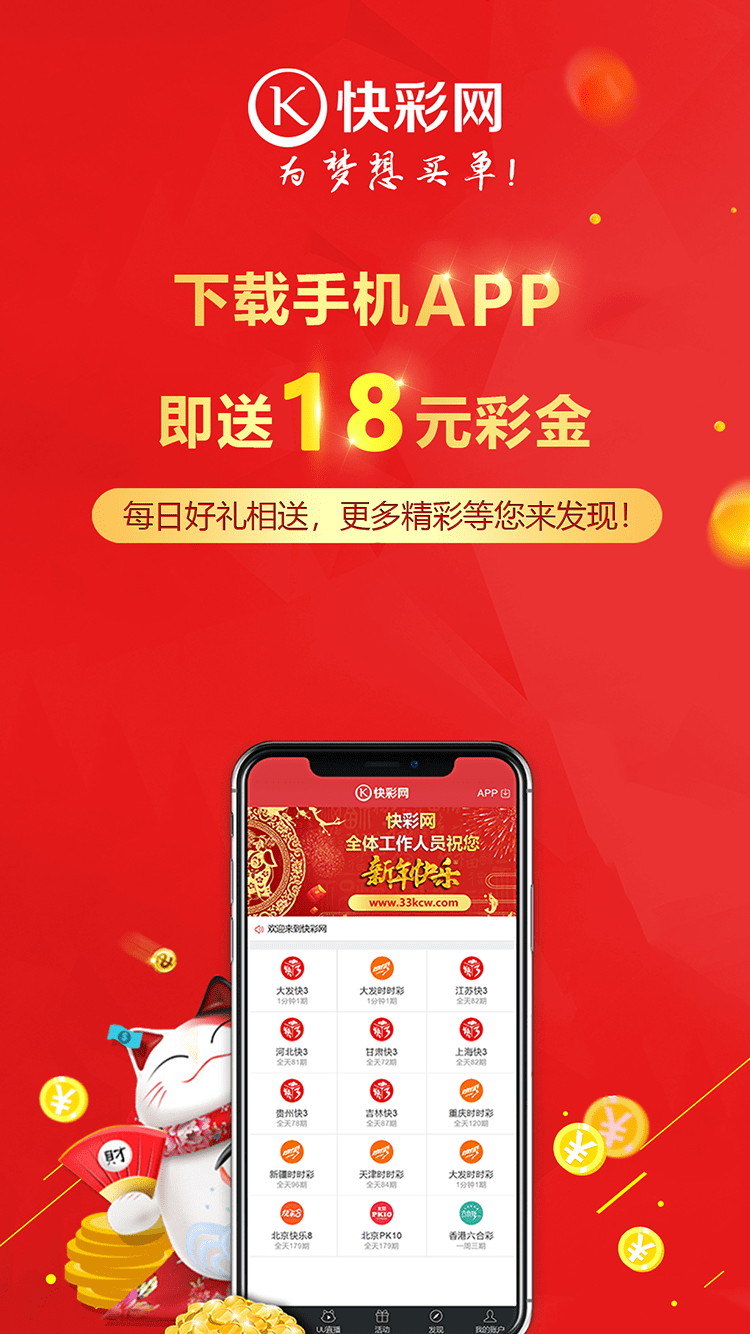 K 快彩网
为梦想买单!
下载手机APP
即送18元彩金
每日好礼相送，更多精彩等您来发现!
K 快彩网 APP
快彩网
全体工作人员祝您
新年快乐
www.33kcw.com
欢迎来到快彩网
大发快3 大发时时彩 江苏快3
1分钟1期 1分钟1期 全天82期
河北快3 甘肃快3 上海快3
全天81期 全天72期 全天82期
贵州快3 吉林快3 重庆时时彩
全天78期 全天87期 全天120期
新疆时时彩 天津时时彩 大发时时彩
全天96期 全天84期 1分钟1期
PK10
北京快乐8 北京PK10 香港六合彩
全天179期 全天179期 一周三期
財
UU直播 活动 发现 我的账户